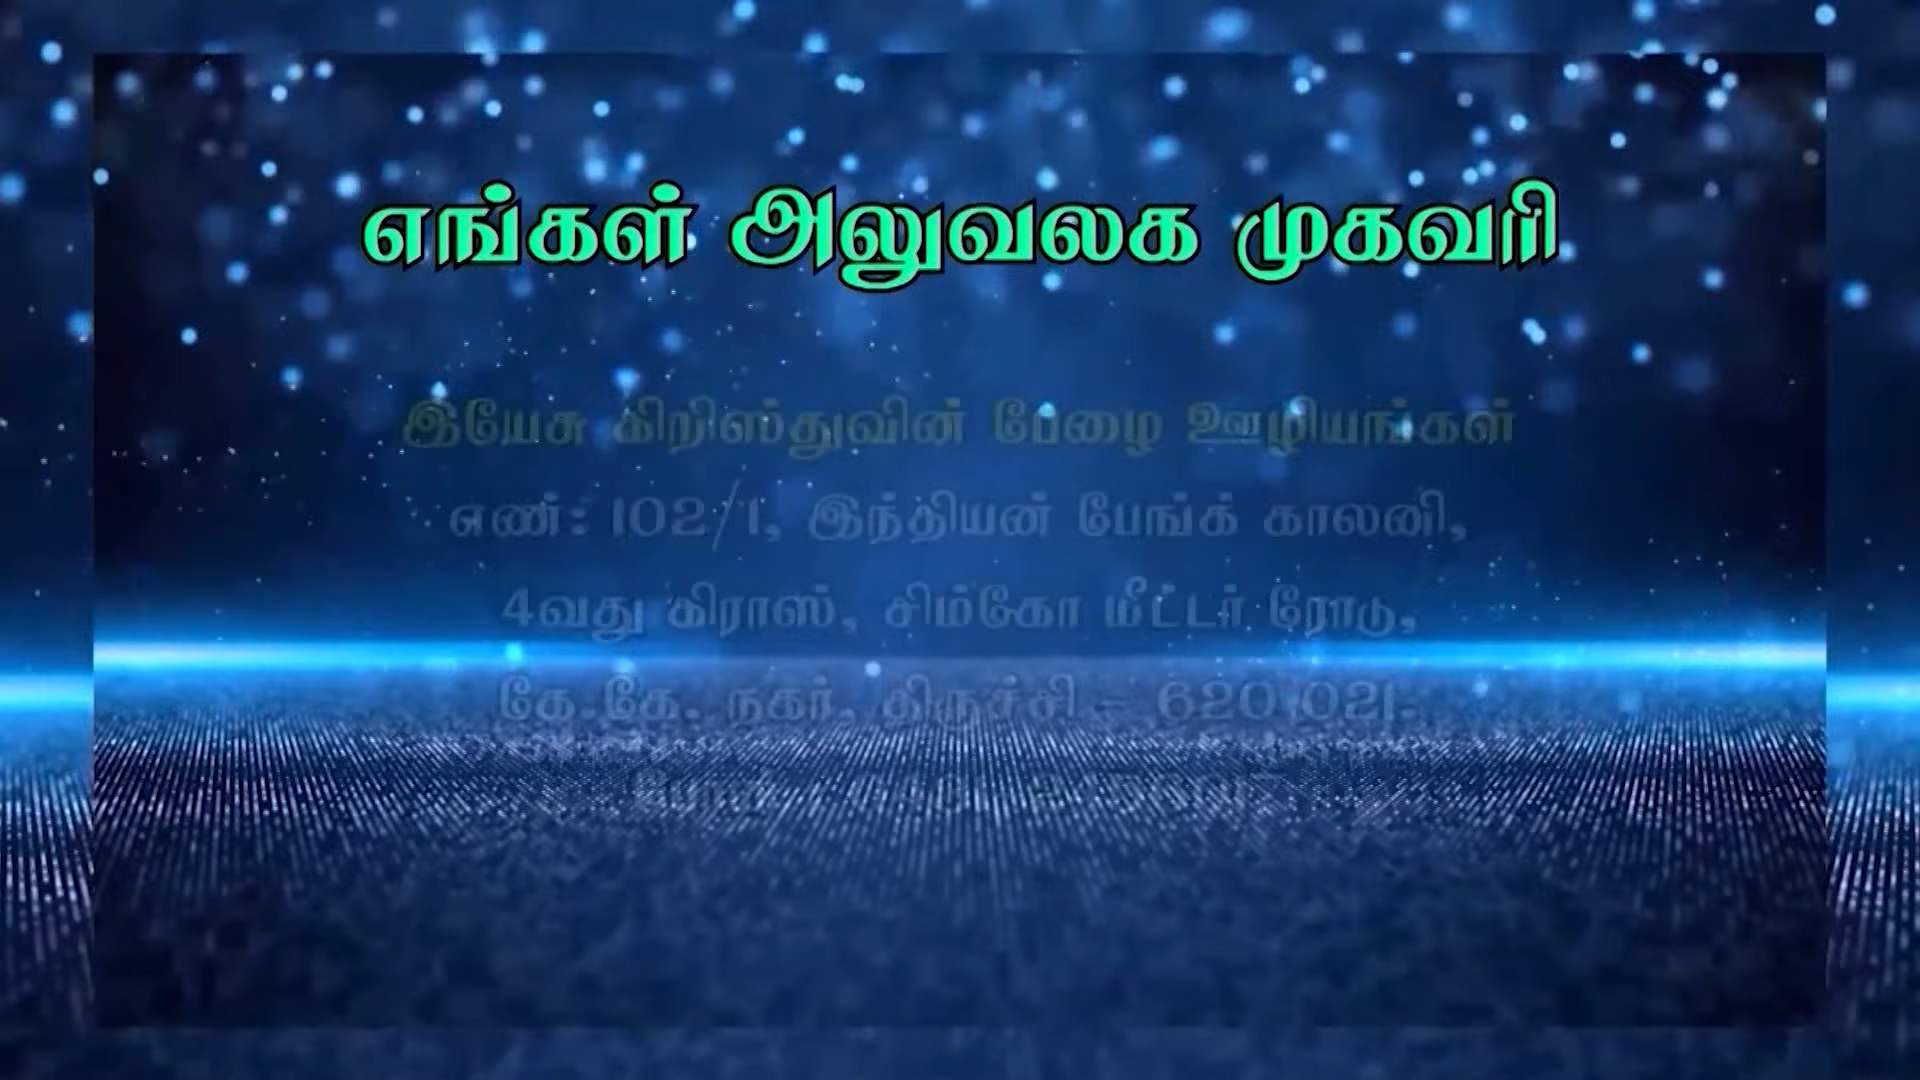 எங்கள் அலுவலக முகவரி
இயேசு கிறிஸ்துவின் பேழை ஊழியங்கள்
எண்: 102/1, இந்தியன் பேங்க் காலனி,
4வது கிராஸ், சிம்கோ மீட்டர் ரோடு,
கே.கே. நகர், திருச்சி - 620 021.